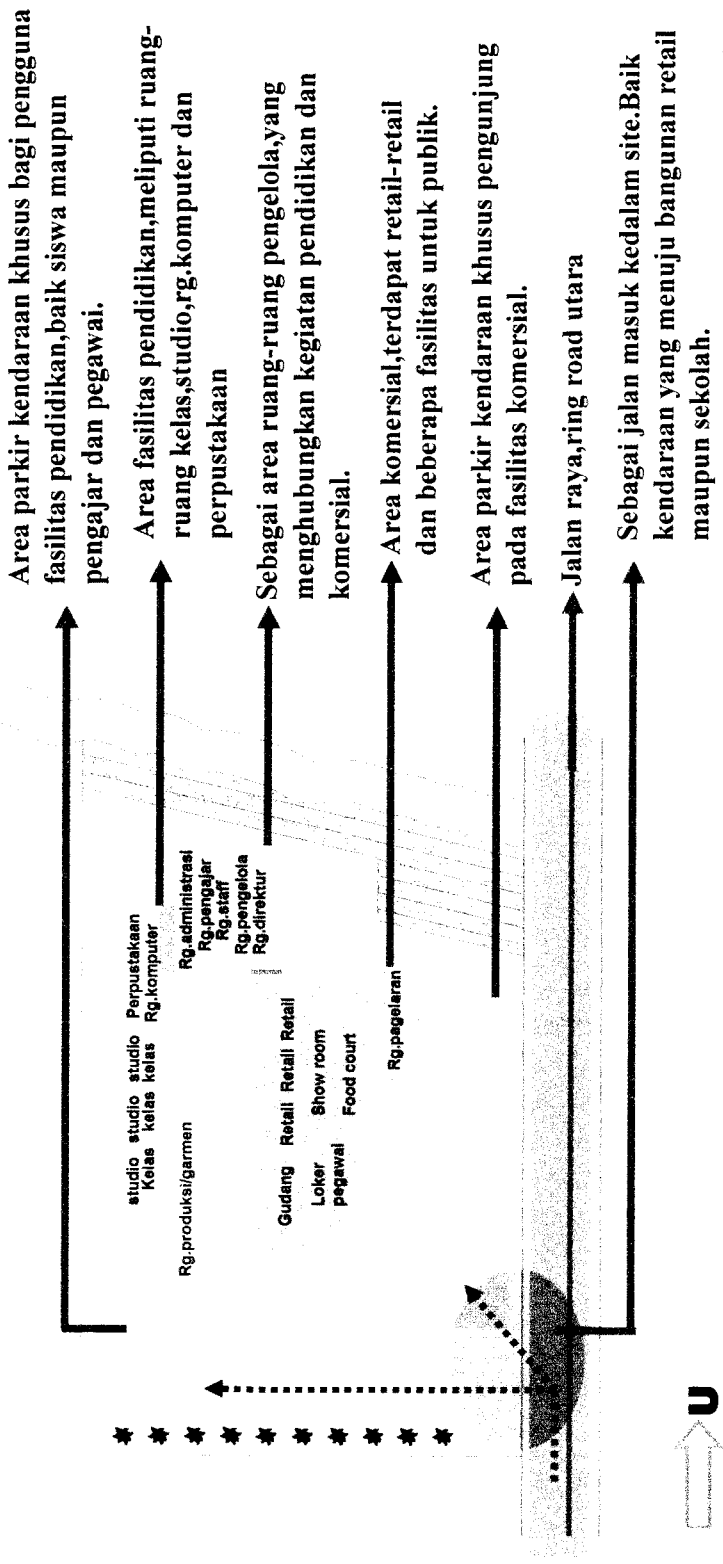 Area parkir kendaraan khusus bagi pengguna
fasilitas pendidikan,baik siswa maupun
pengajar dan pegawai.
Area fasilitas pendidikan,meliputi ruang-
ruang kelas,studio,rg.komputer dan
perpustakaan
Sebagai area ruang-ruang pengelola,yang
menghubungkan kegiatan pendidikan dan
komersial.
Area komersial,terdapat retail-retail
dan beberapa fasilitas untuk publik.
Area parkir kendaraan khusus pengunjung
pada fasilitas komersial.
Jalan raya,ring road utara
Sebagai jalan masuk kedalam site.Baik
kendaraan yang menuju bangunan retail
maupun sekolah.
studio studio studio Perpustakaan
Kelas kelas kelas Rg.komputer
Rg.produksi/garmen
Rg.administrasi
Rg.pengajar
Rg.staff
Rg.pengelola
Rg.direktur
Gudang Retail Retail Retail
Loker Show room
pegawai Food court
Rg.pagelaran
U